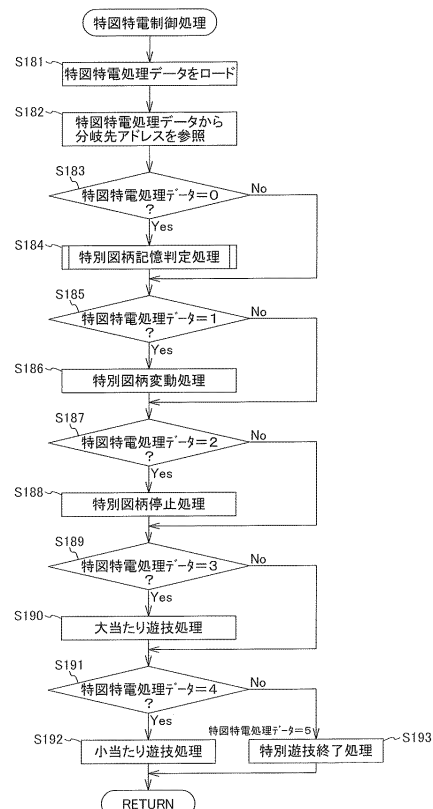 特図特電制御処理
S181
特図特電処理データをロード
S182
特図特電処理データから
分岐先アドレスを参照
S183
特図特電処理ﾃﾞｰﾀ=0
?
No
Yes
S184
特別図柄記憶判定処理
S185
特図特電処理ﾃﾞｰﾀ=1
?
No
Yes
S186
特別図柄変動処理
S187
特図特電処理ﾃﾞｰﾀ=2
?
No
Yes
S188
特別図柄停止処理
S189
特図特電処理ﾃﾞｰﾀ=3
?
No
Yes
S190
大当たり遊技処理
S191
特図特電処理ﾃﾞｰﾀ=4
?
No
Yes
特図特電処理ﾃﾞｰﾀ=5
S192
小当たり遊技処理
特別遊技終了処理
S193
RETURN